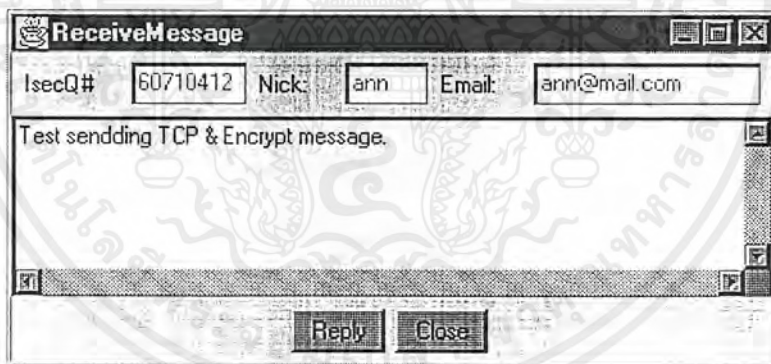 ReceiveMessage
IsecQ# 60710412 Nick: ann Email: ann@mail.com
Test sendding TCP & Encrypt message.
Reply Close